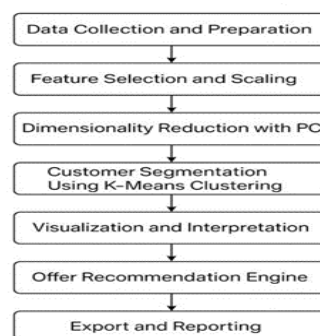 Data Collection and Preparation
Feature Selection and Scaling
Dimensionality Reduction with PC
Customer Segmentation
Using K-Means Clustering
Visualization and Interpretation
Offer Recommendation Engine
Export and Reporting